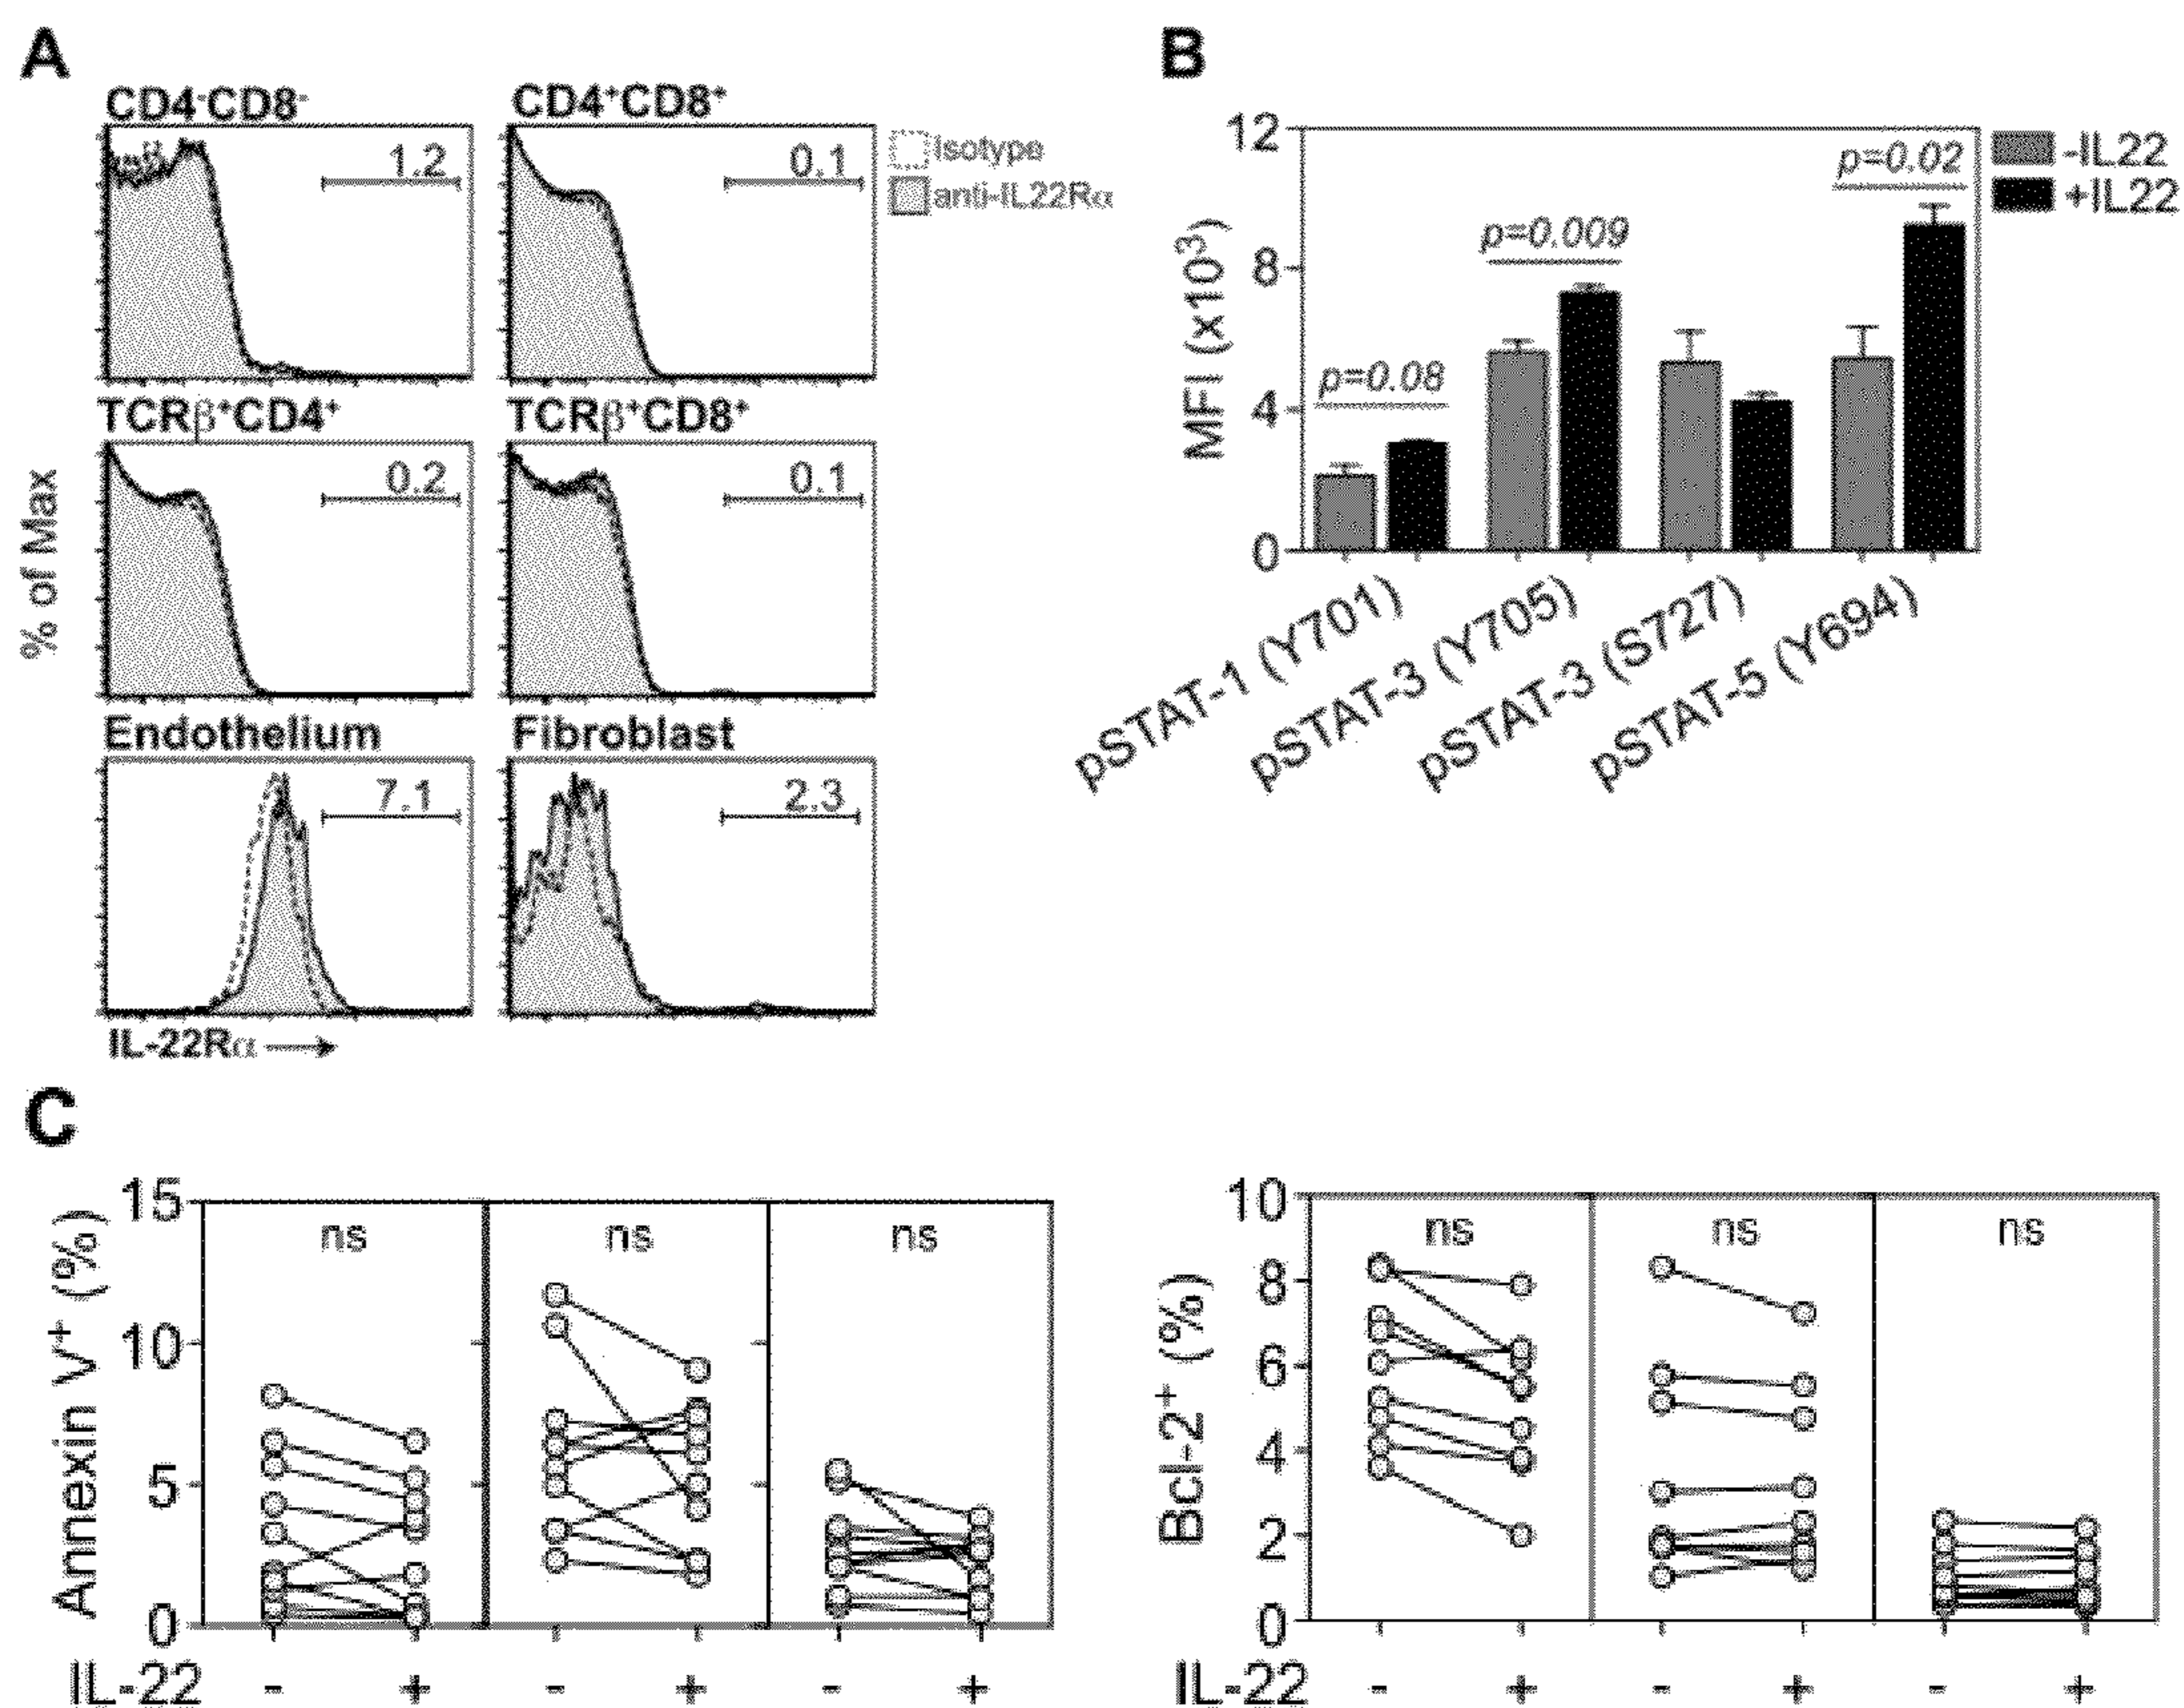 A
CD4-CD8-
CD4+CD8+
1.2
0.1
Isotype
anti-IL22Rα
TCRβ+CD4+
TCRβ+CD8+
0.2
0.1
% of Max
Endothelium
Fibroblast
7.1
2.3
IL-22Rα
B
MFI (x10³)
12
8
4
0
p=0.08
p=0.009
p=0.02
-IL22
+IL22
pSTAT-1 (Y701)
pSTAT-3 (Y705)
pSTAT-3 (S727)
pSTAT-5 (Y694)
C
Annexin V+ (%)
15
10
5
0
ns
ns
ns
IL-22 - + - + - +
Bcl-2+ (%)
10
8
6
4
2
0
ns
ns
ns
IL-22 - + - + - +